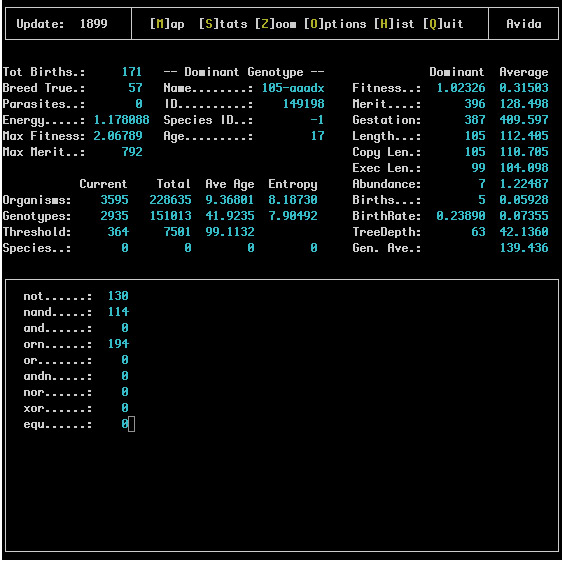 Update:  1899    [M]ap  [S]tats [Z]oom [O]ptions [H]ist [Q]uit    Avida
Tot Births.:     171   -- Dominant Genotype --               Dominant  Average
Breed True.:      57   Name........: 105-aaadx    Fitness..:  1.02326  0.31503
Parasites..:       0   ID..........:    149198    Merit....:      396  128.498
Energy.....: 1.178088  Species ID..:        -1    Gestation:      387  409.597
Max Fitness: 2.06789   Age.........:        17    Length...:      105  112.405
Max Merit..:     792                              Copy Len.:      105  110.705
Exec Len.:       99  104.098
Current    Total  Ave Age  Entropy     Abundance:        7  1.22487
Organisms:    3595   228635  9.36801  8.18730     Births...:        5  0.05928
Genotypes:    2935   151013  41.9235  7.90492     BirthRate:  0.23890  0.07355
Threshold:     364     7501  99.1132              TreeDepth:       63  42.1360
Species..:       0        0        0        0     Gen. Ave.:           139.436
not......:  130
nand.....:  114
and......:    0
orn......:  194
or.......:    0
andn.....:    0
nor......:    0
xor......:    0
equ......:    0